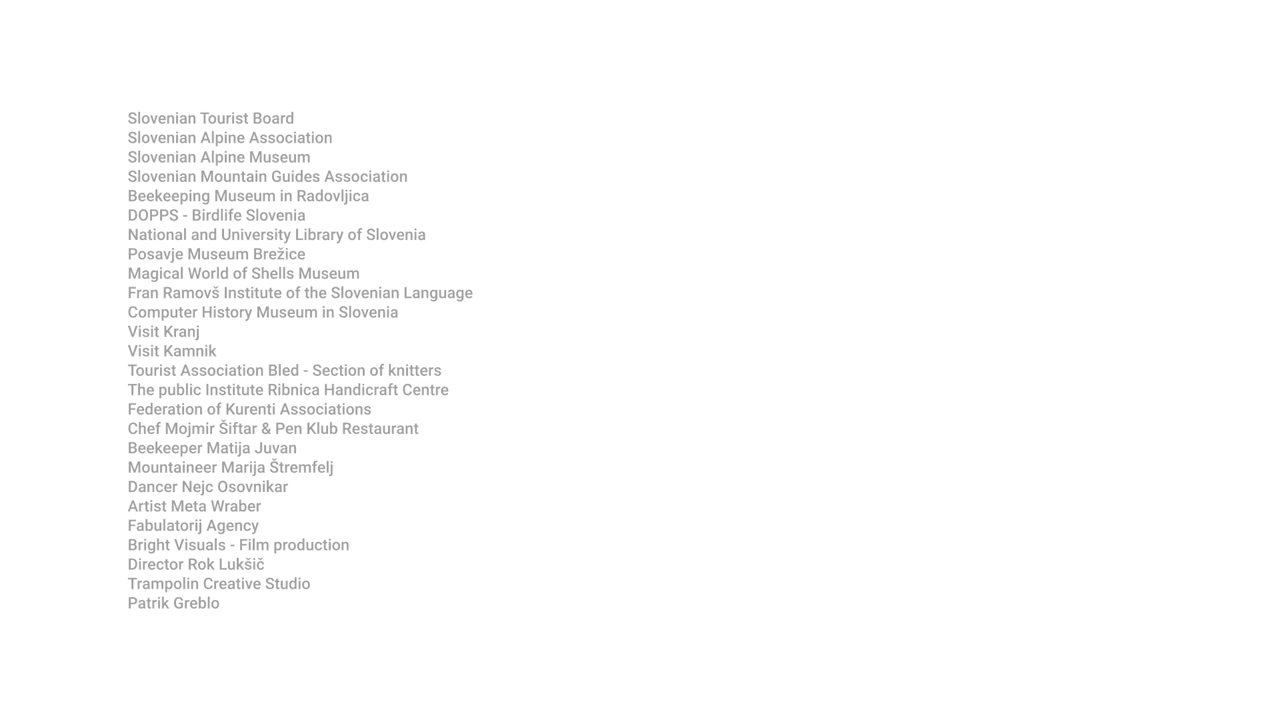 Slovenian Tourist Board
Slovenian Alpine Association
Slovenian Alpine Museum
Slovenian Mountain Guides Association
Beekeeping Museum in Radovljica
DOPPS - Birdlife Slovenia
National and University Library of Slovenia
Posavje Museum Brežice
Magical World of Shells Museum
Fran Ramovš Institute of the Slovenian Language
Computer History Museum in Slovenia
Visit Kranj
Visit Kamnik
Tourist Association Bled - Section of knitters
The public Institute Ribnica Handicraft Centre
Federation of Kurenti Associations
Chef Mojmir Šiftar & Pen Klub Restaurant
Beekeeper Matija Juvan
Mountaineer Marija Štremfelj
Dancer Nejc Osovnikar
Artist Meta Wraber
Fabulatorij Agency
Bright Visuals - Film production
Director Rok Lukšič
Trampolin Creative Studio
Patrik Greblo